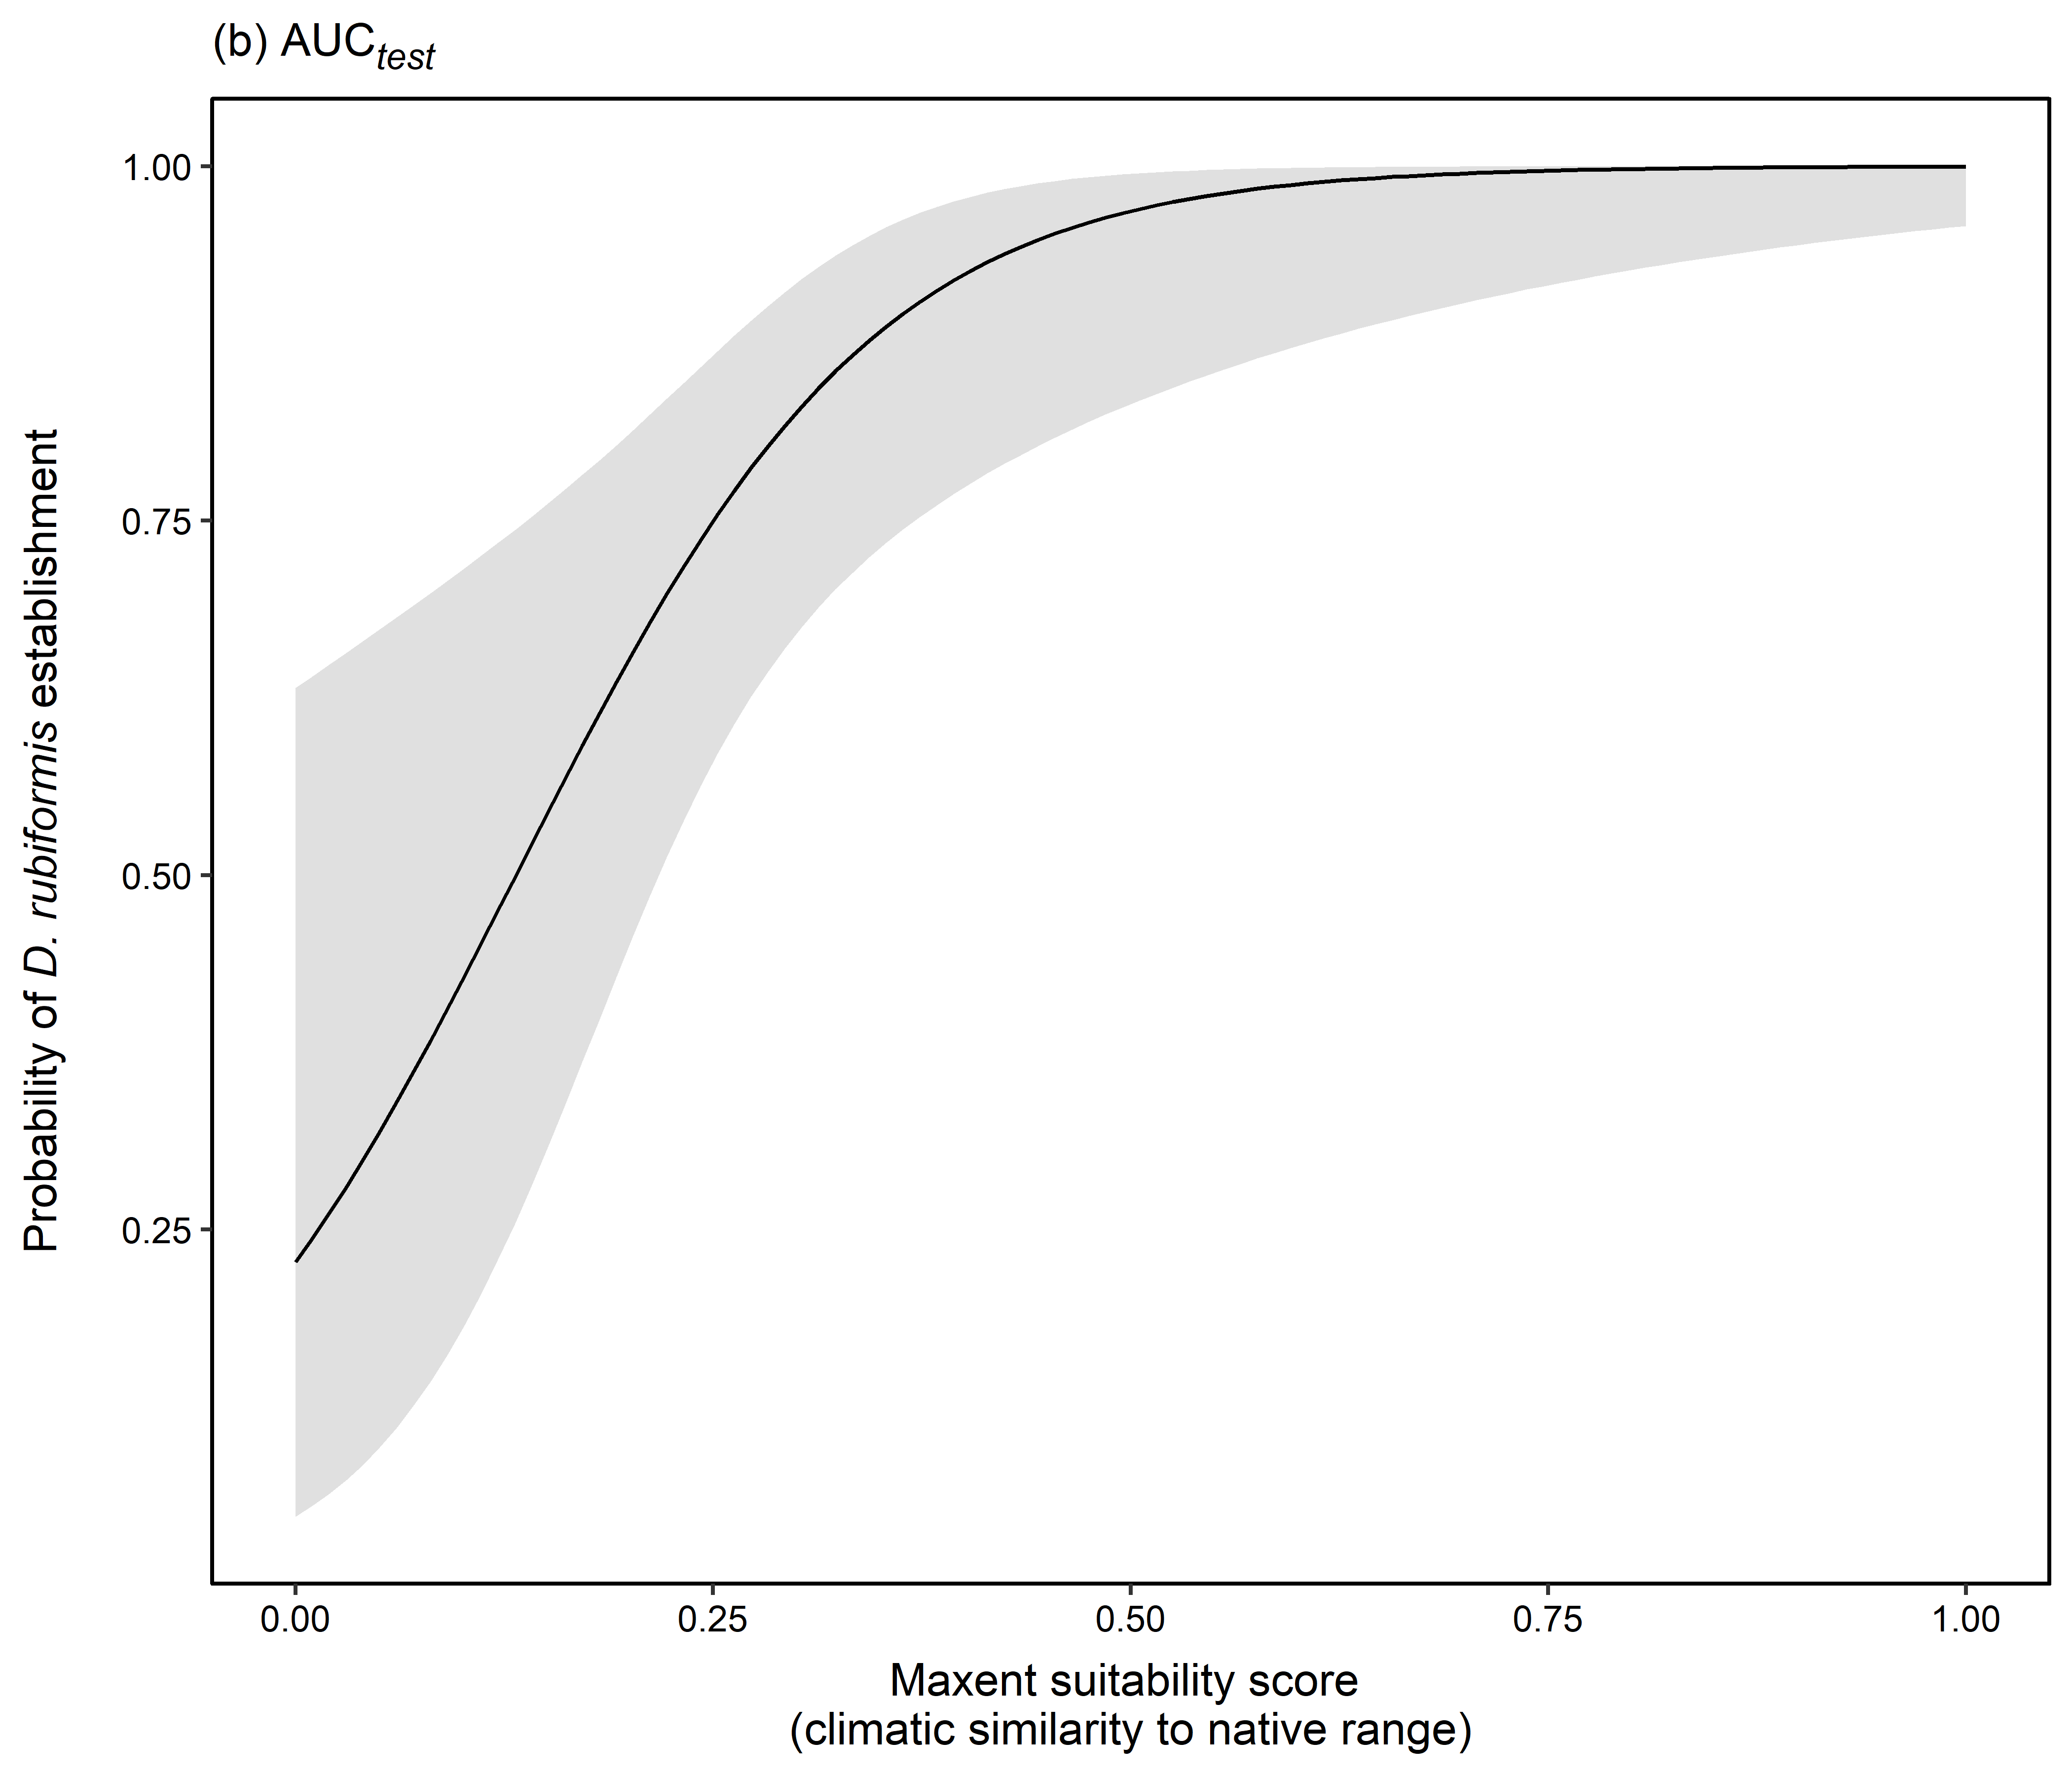 (b) AUCtest
Probability of D. rubiformis establishment
1.00
0.75
0.50
0.25
0.00 0.25 0.50 0.75 1.00
Maxent suitability score
(climatic similarity to native range)